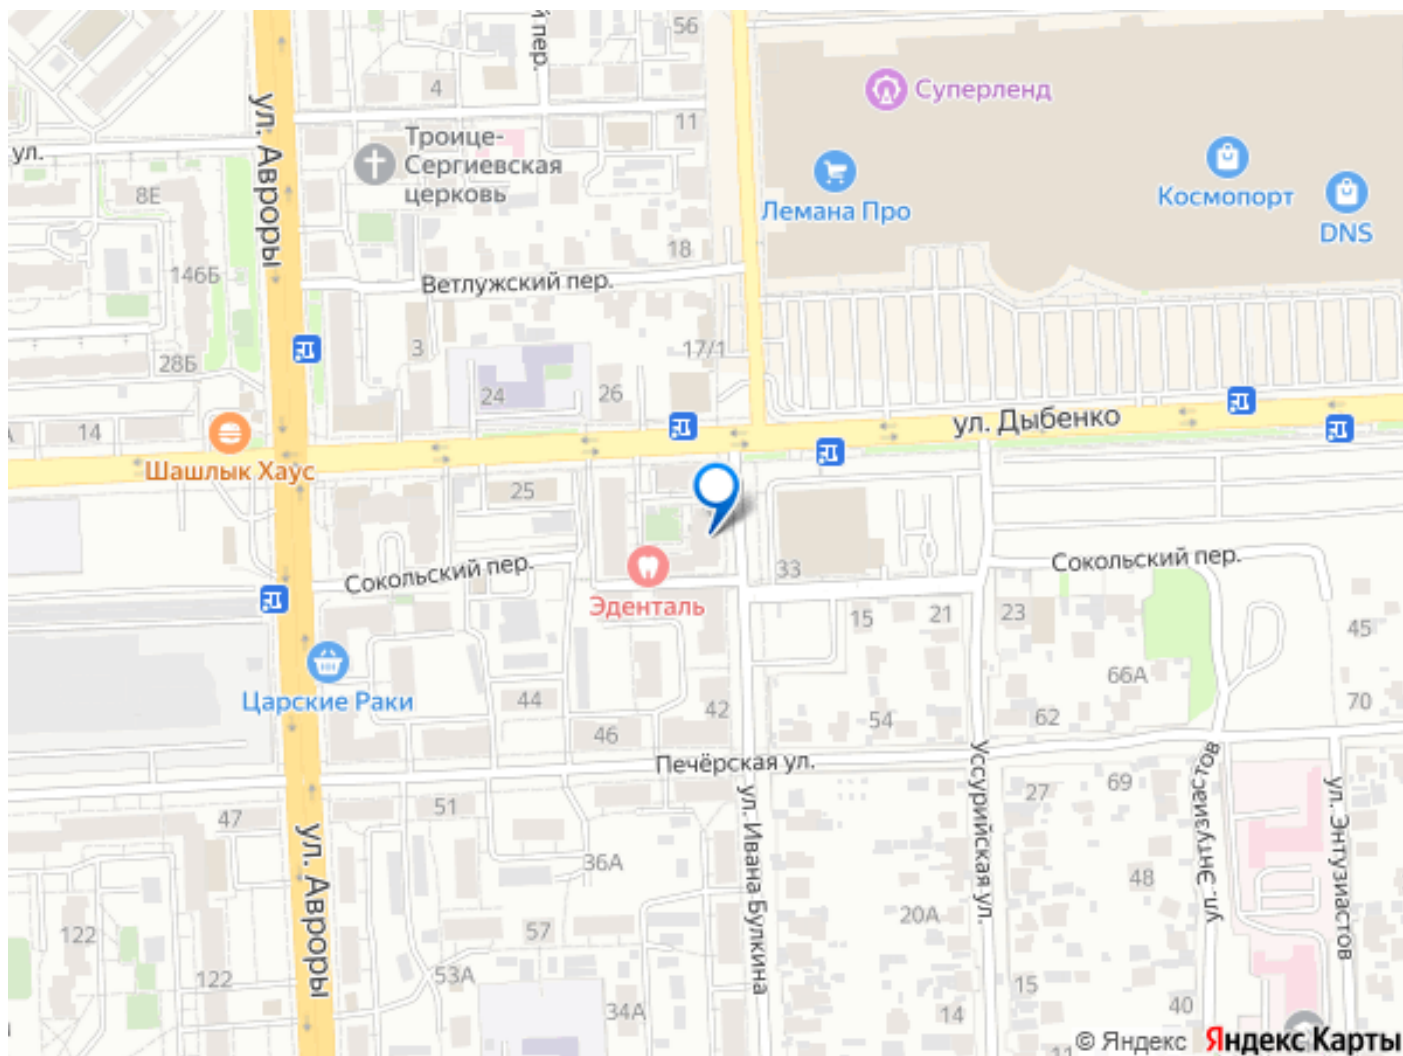 й пер.
56
Суперленд
4
ул. Авроры
11
Троице-
Сергиевская
церковь
ул.
Космопорт
8Е
Лемана Про
DNS
18
146Б
Ветлужский пер.
3
17/1
28Б
24
26
14
ул. Дыбенко
Шашлык Хаус
25
Сокольский пер.
Сокольский пер.
33
Эденталь
15
21
23
45
66А
Царские Раки
44
42
54
62
70
46
Печёрская ул.
51
47
ул. Авроры
ул. Ивана Булкина
Уссурийская ул.
ул. Энтузиастов
ул. Энтузиастов
27
69
36А
48
20А
57
122
122
53А
34А
14
15
40
51
© Яндекс Яндекс Карты